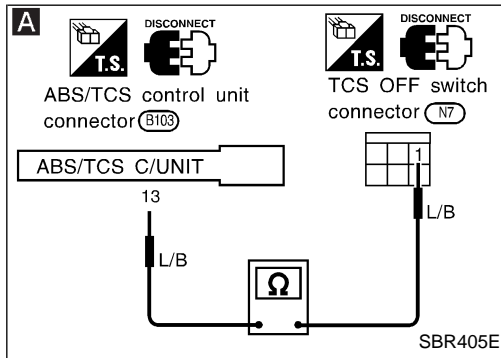 A
DISCONNECT
T.S.
ABS/TCS control unit
connector B103
DISCONNECT
T.S.
TCS OFF switch
connector N7
ABS/TCS C/UNIT
13
L/B
1
L/B
Ω
SBR405E